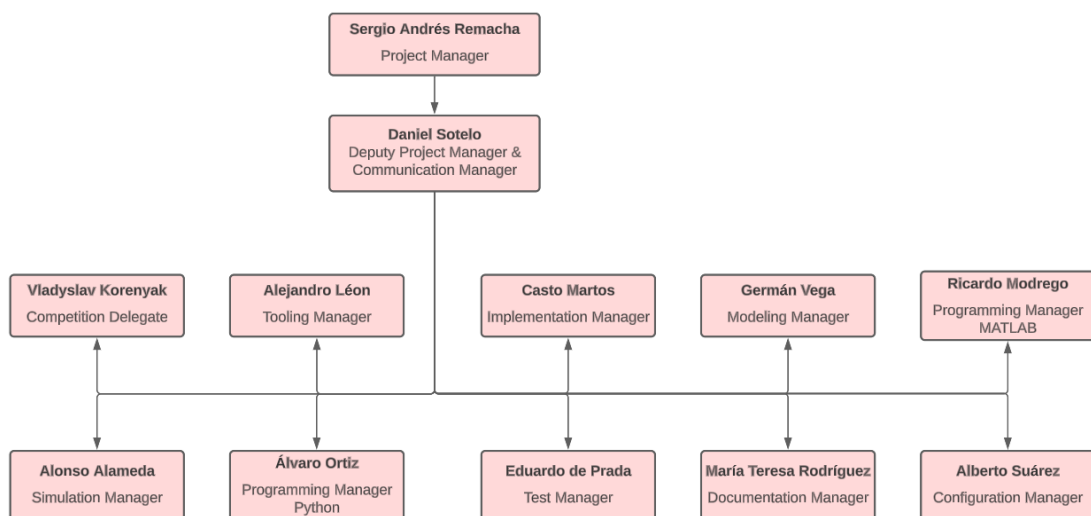 Sergio Andrés Remacha
Project Manager
Daniel Sotelo
Deputy Project Manager &
Communication Manager
Vladyslav Korenyak
Competition Delegate
Alejandro Léon
Tooling Manager
Casto Martos
Implementation Manager
Germán Vega
Modeling Manager
Ricardo Modrego
Programming Manager
MATLAB
Alonso Alameda
Simulation Manager
Álvaro Ortiz
Programming Manager
Python
Eduardo de Prada
Test Manager
María Teresa Rodríguez
Documentation Manager
Alberto Suárez
Configuration Manager